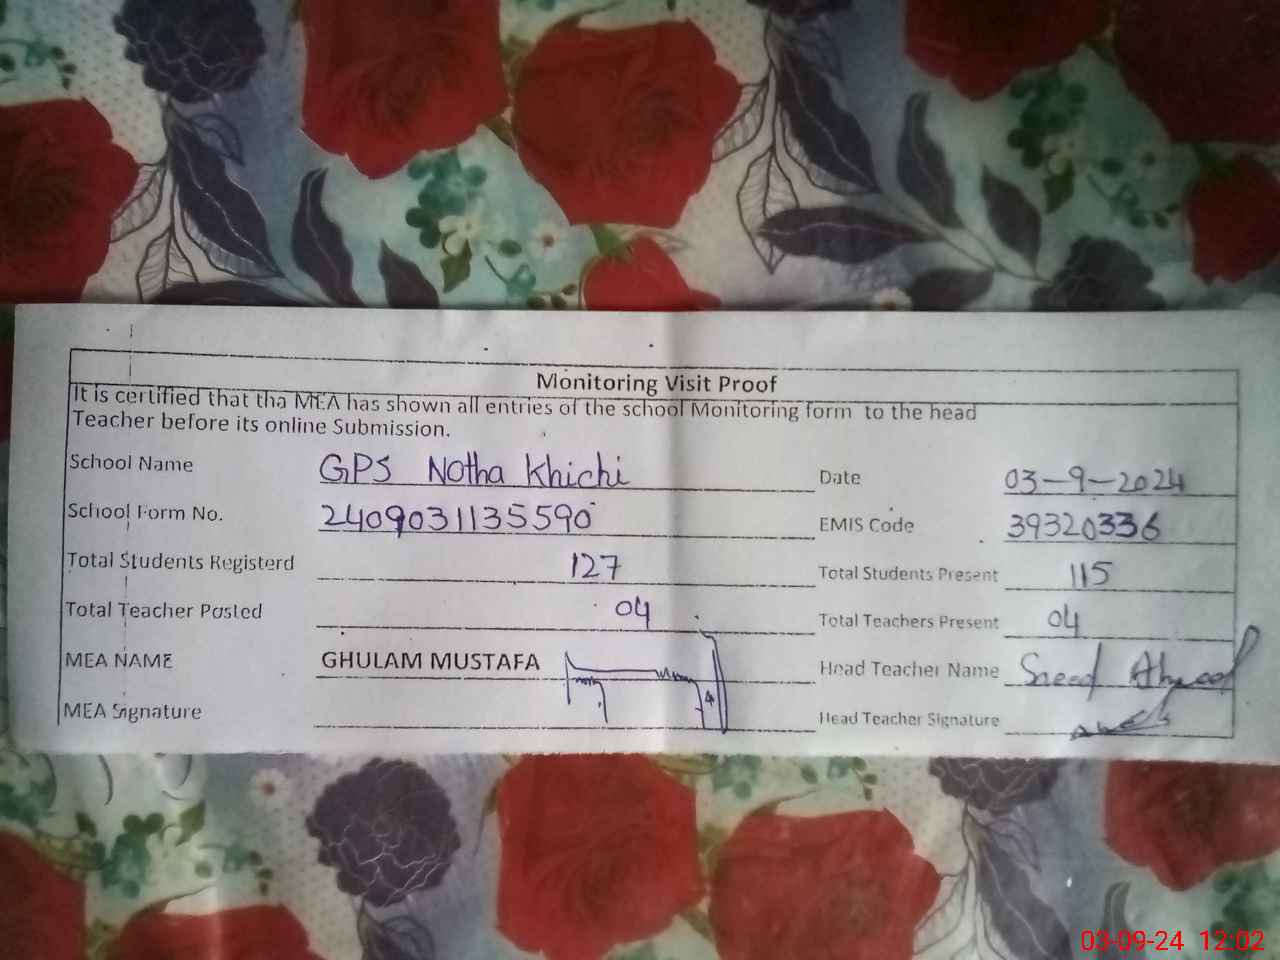 Monitoring Visit Proof
It is certified that tha MEA has shown all entries of the school Monitoring form to the head
Teacher before its online Submission.
School Name GPS Notha Khichi Date 03-9-2024
School Form No. 2409031135590 EMIS Code 39320336
Total Students Registerd 127 Total Students Present 115
Total Teacher Posted 04 Total Teachers Present 04
MEA NAME GHULAM MUSTAFA Head Teacher Name Saeed Ahmed
MEA Signature Head Teacher Signature
03-09-24 12:02